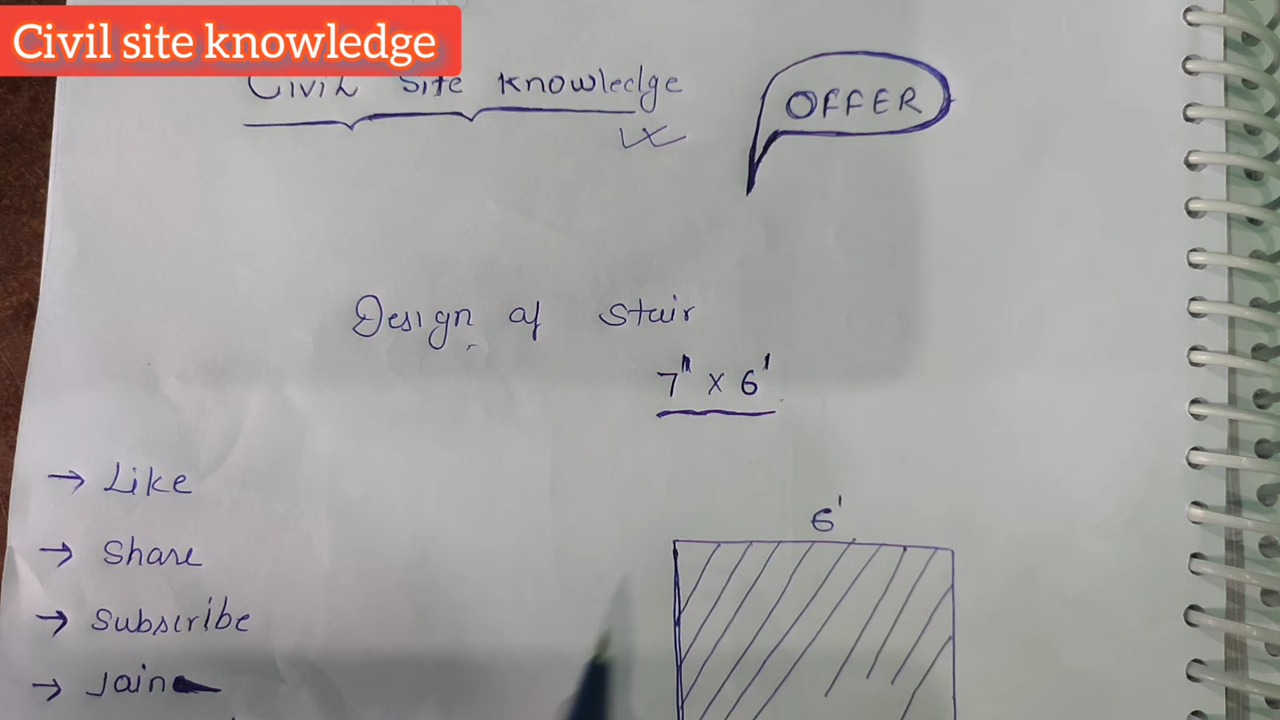 Civil site knowledge
Civil Site Knowledge
OFFER
Design of Stair
7" x 6'
→ Like
→ Share
→ Subscribe
→ Join
6'